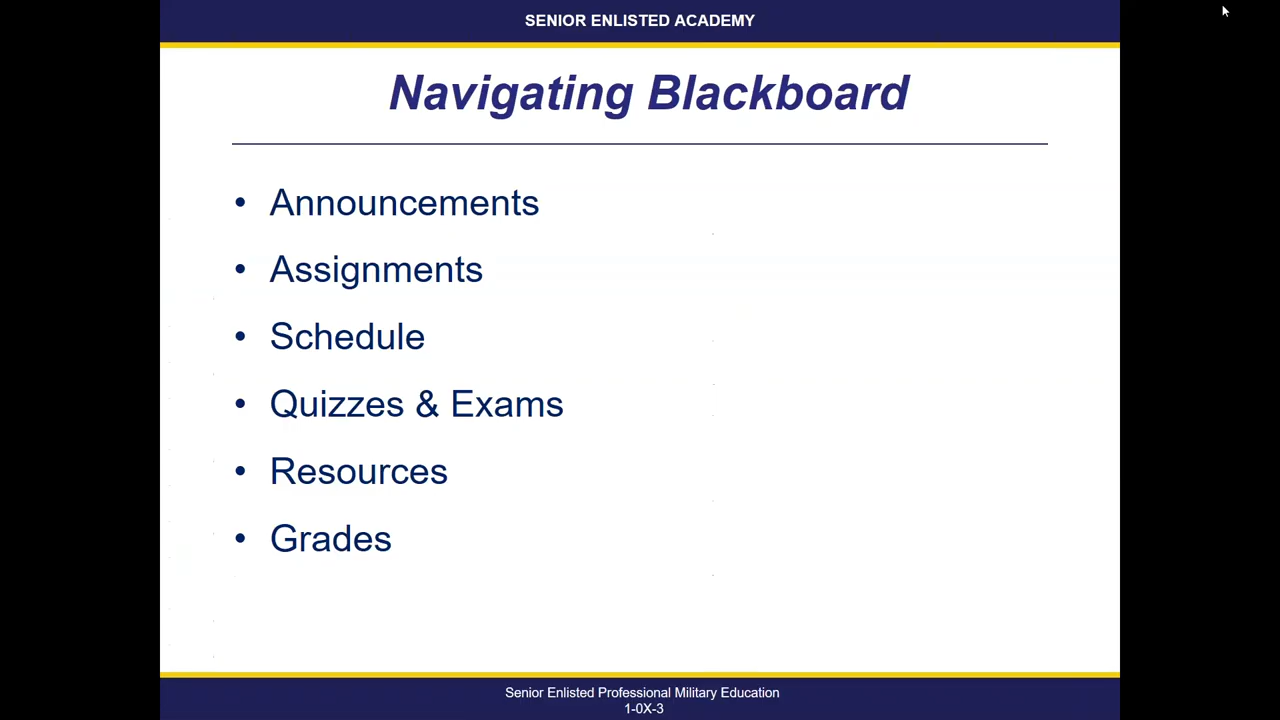 SENIOR ENLISTED ACADEMY
Navigating Blackboard
• Announcements
• Assignments
• Schedule
• Quizzes & Exams
• Resources
• Grades
Senior Enlisted Professional Military Education
1-0X-3